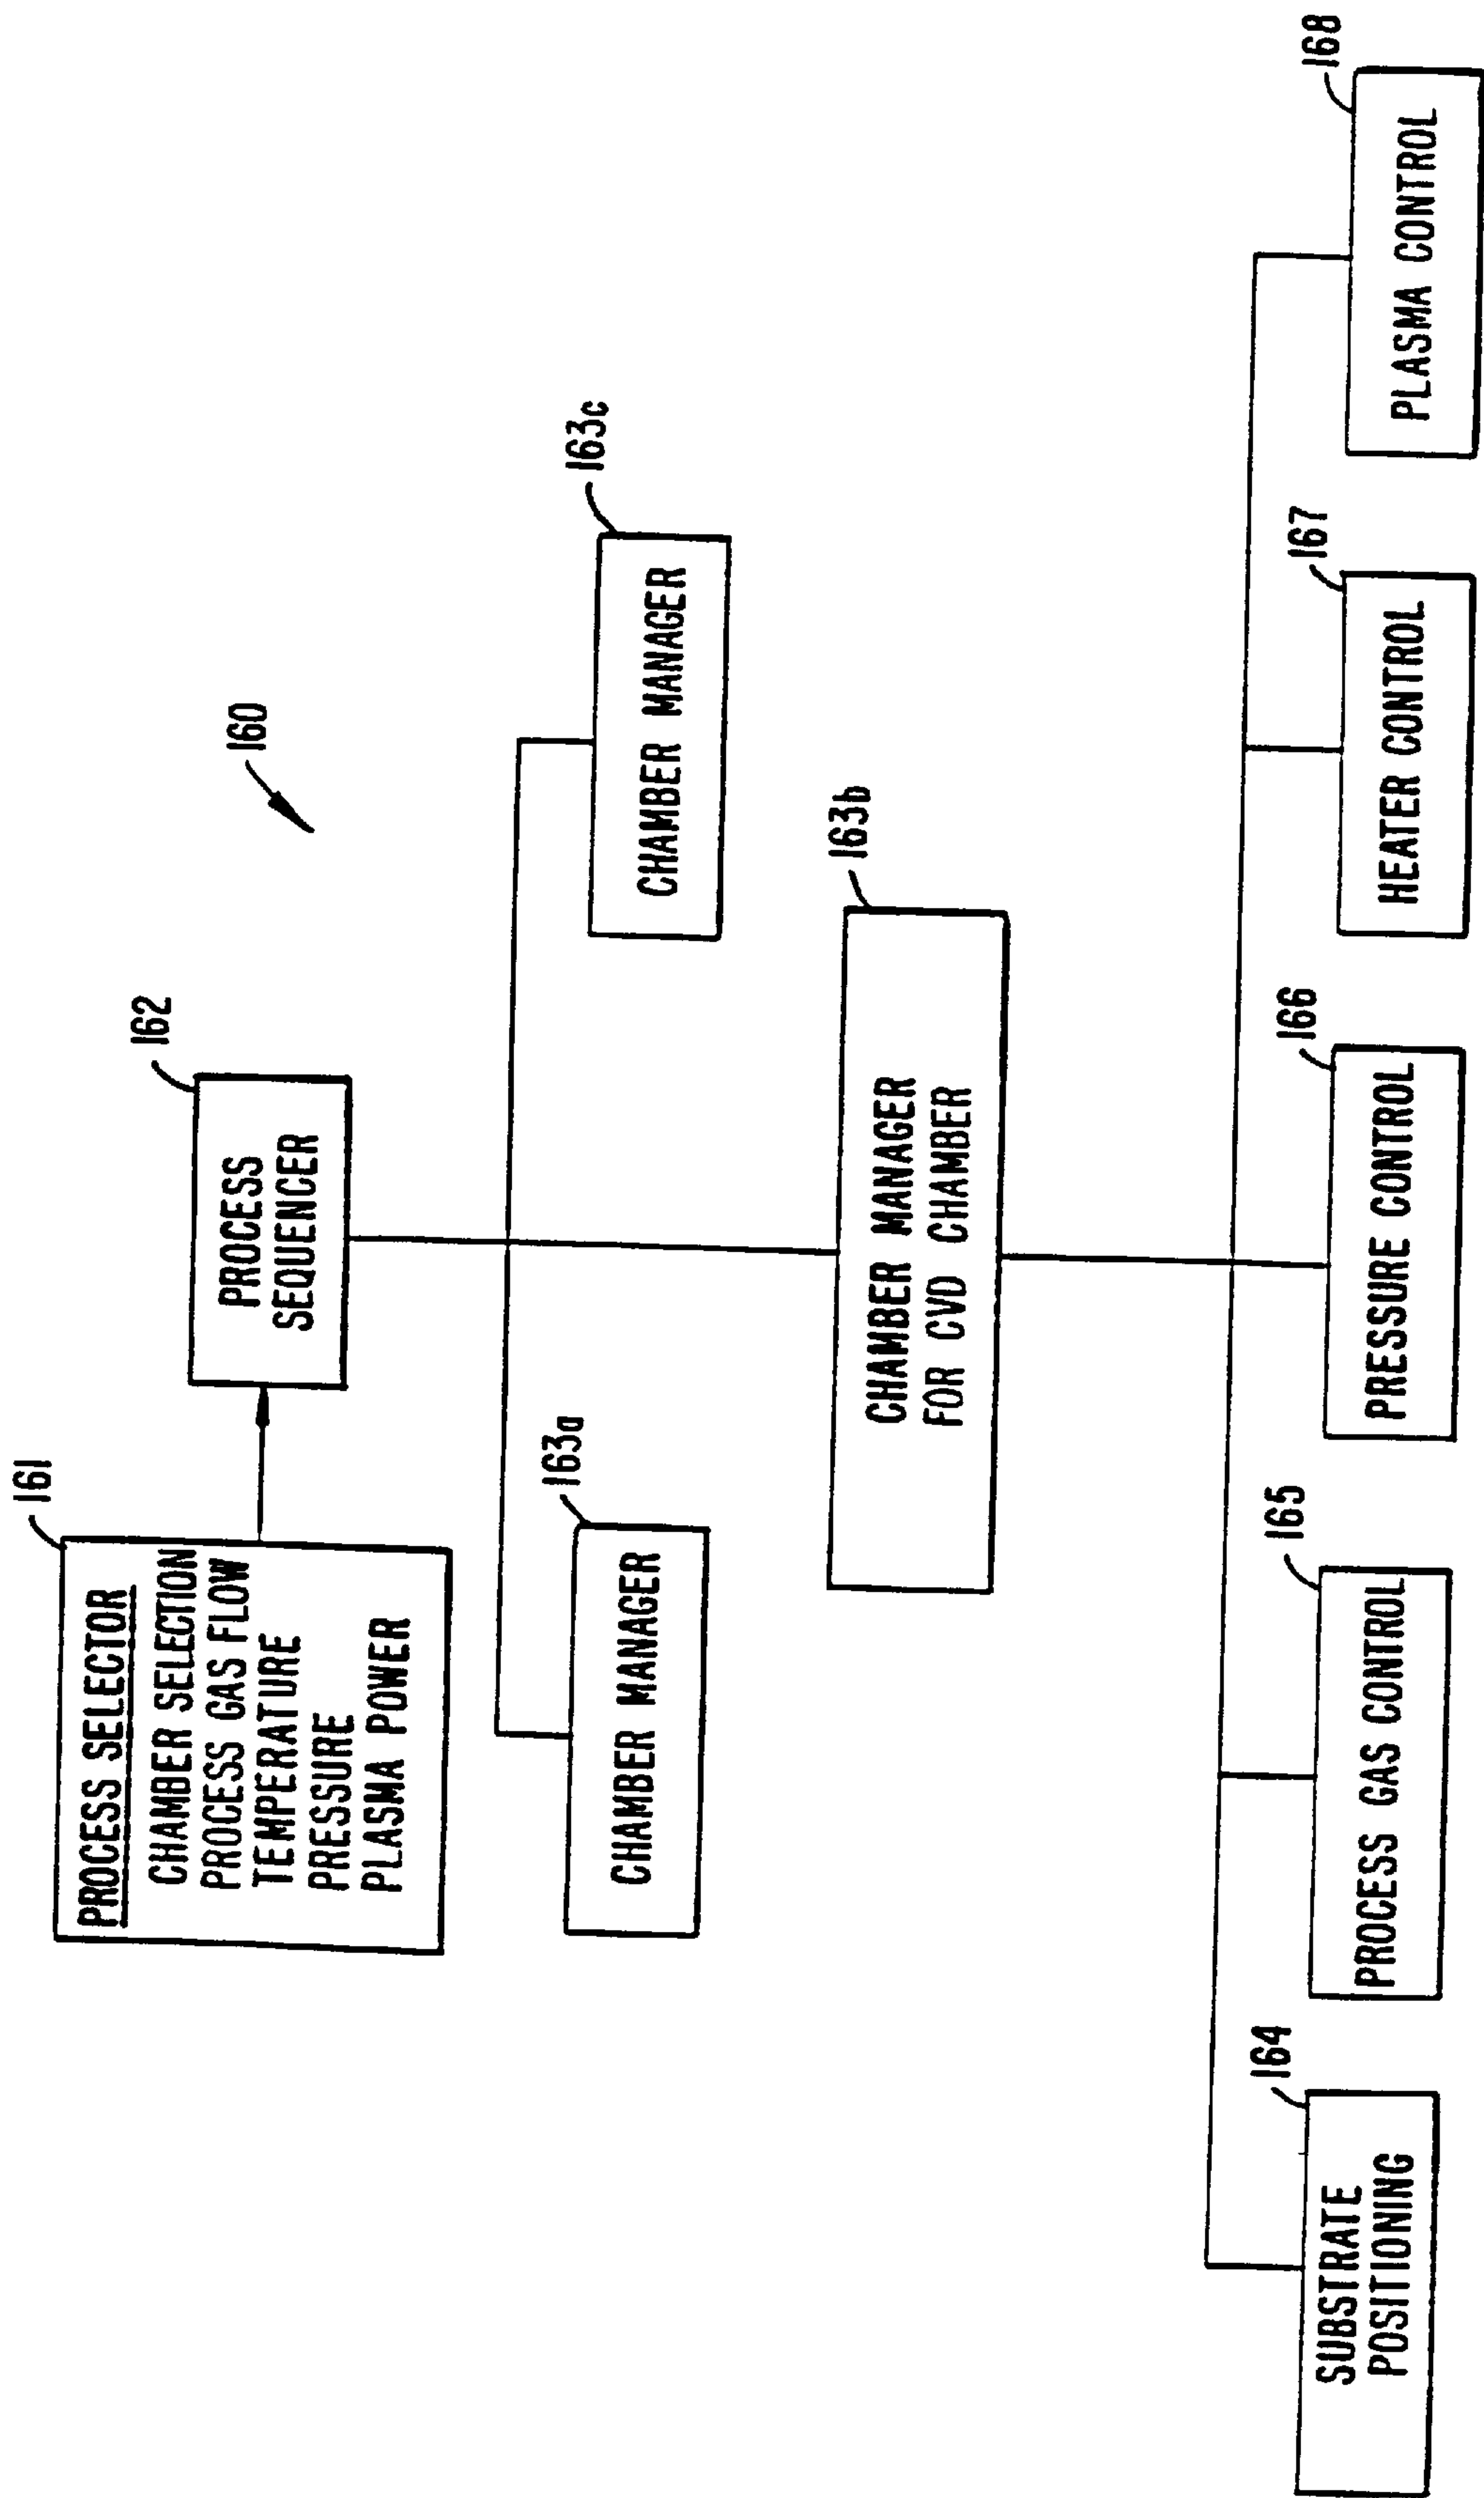 161
PROCESS SELECTOR
CHAMBER SELECTION
PROCESS GAS FLOW
TEMPERATURE
PRESSURE
PLASMA POWER
162
PROCESS
SEQUENCER
160
163a
CHAMBER MANAGER
163c
CHAMBER MANAGER
163b
CHAMBER MANAGER
FOR CVD CHAMBER
164
SUBSTRATE
POSITIONING
165
PROCESS GAS CONTROL
166
PRESSURE CONTROL
167
HEATER CONTROL
168
PLASMA CONTROL